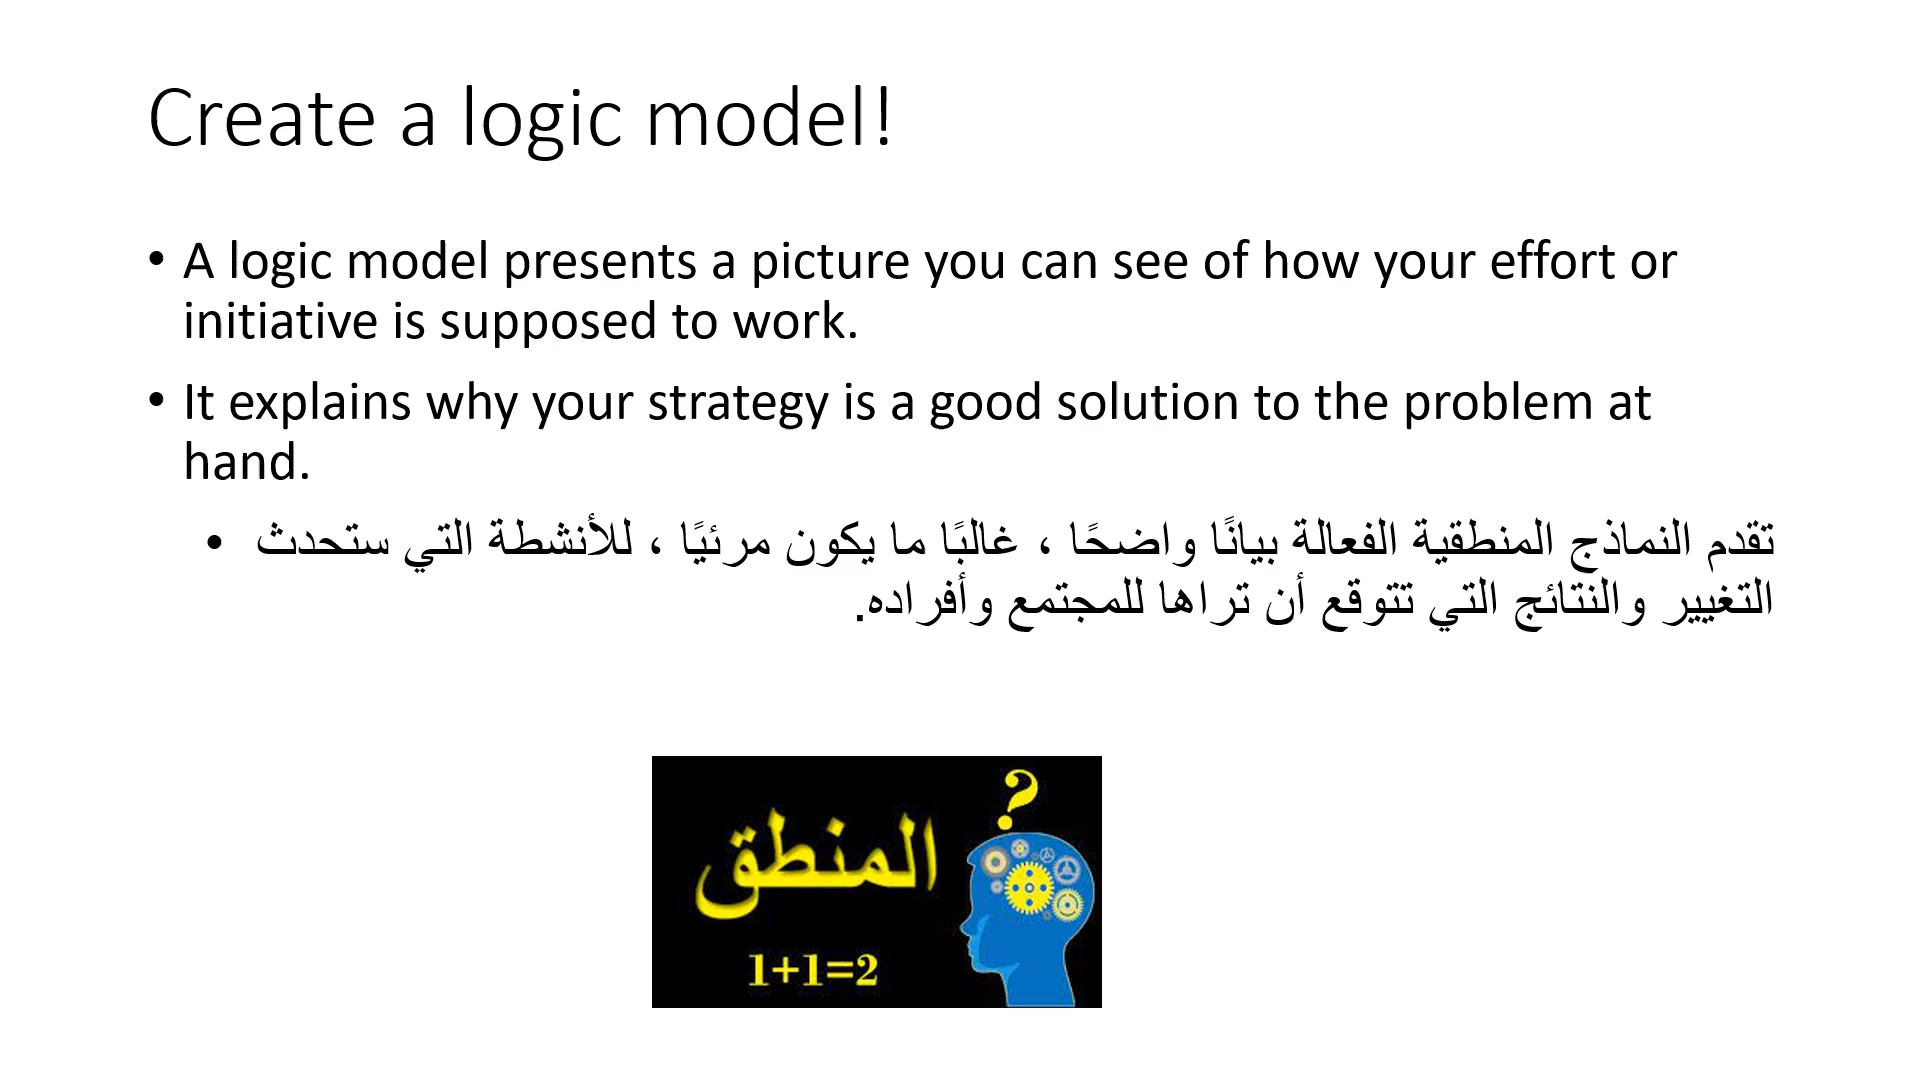 Create a logic model!
• A logic model presents a picture you can see of how your effort or
initiative is supposed to work.
• It explains why your strategy is a good solution to the problem at
hand.
• تقدم النماذج المنطقية الفعالة بيانًا واضحًا ، غالبًا ما يكون مرئيًا ، للأنشطة التي ستحدث
التغيير والنتائج التي تتوقع أن تراها للمجتمع وأفراده.
?
المنطق
1+1=2